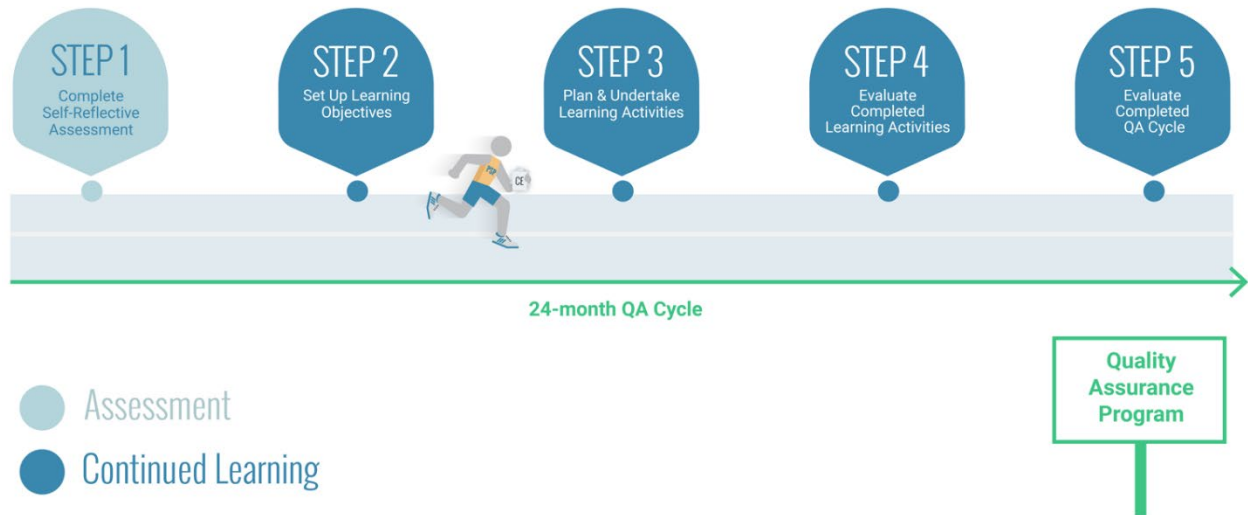 STEP 1
Complete
Self-Reflective
Assessment
STEP 2
Set Up Learning
Objectives
STEP 3
Plan & Undertake
Learning Activities
STEP 4
Evaluate
Completed
Learning Activities
STEP 5
Evaluate
Completed
QA Cycle
PSP
CE
24-month QA Cycle
Quality
Assurance
Program
Assessment
Continued Learning